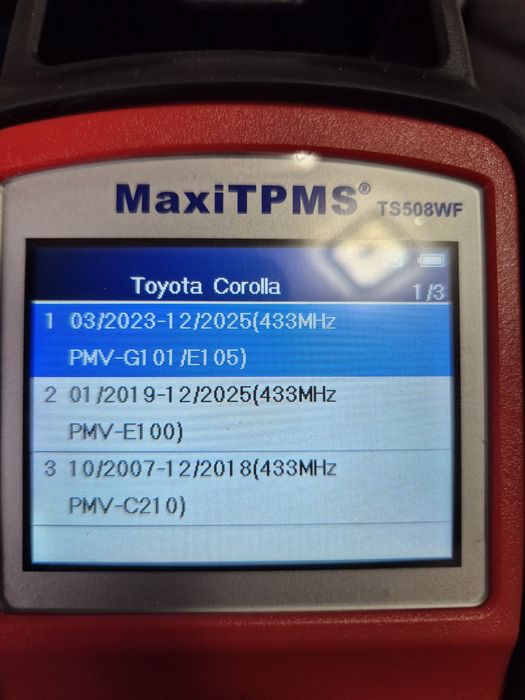 MaxiTPMS® TS508WF
Toyota Corolla 1/3
1 03/2023-12/2025(433MHz
PMV-G101/E105)
2 01/2019-12/2025(433MHz
PMV-E100)
3 10/2007-12/2018(433MHz
PMV-C210)